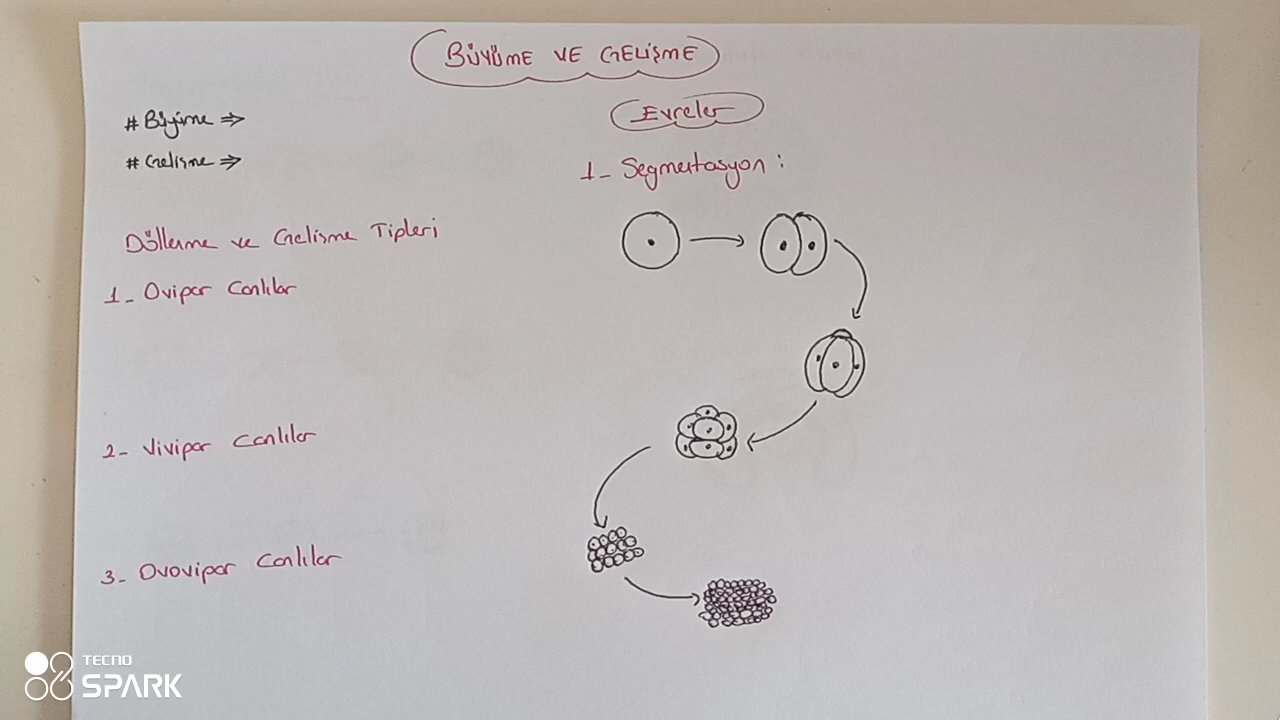 BÜYÜME VE GELİŞME
# Büyüme ⇒
# Gelişme ⇒
Döllenme ve Gelişme Tipleri
1- Ovipar Canlılar
2- Vivipar Canlılar
3- Ovovipar Canlılar
Evreler
1- Segmentasyon :
TECNO
SPARK